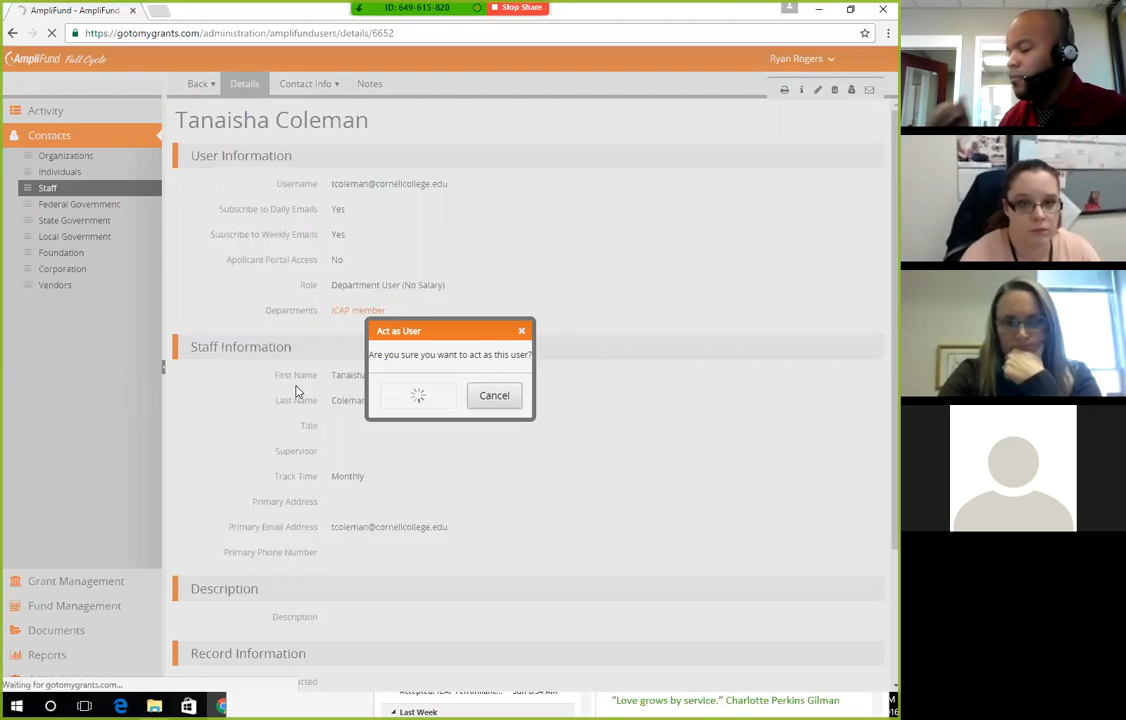 AmpliFund - AmpliFund: G
ID: 649-615-820
Stop Share
https://gotomygrants.com/administration/amplifundusers/details/6652
AmpliFund Full Cycle
Ryan Rogers
Back
Details
Contact Info
Notes
Activity
Contacts
Organizations
Individuals
Staff
Federal Government
State Government
Local Government
Foundation
Corporation
Vendors
Grant Management
Fund Management
Documents
Reports
Tanaisha Coleman
User Information
Username tcoleman@cornellcollege.edu
Subscribe to Daily Emails Yes
Subscribe to Weekly Emails Yes
Applicant Portal Access No
Role Department User (No Salary)
Departments ICAP member
Act as User
Are you sure you want to act as this user?
Cancel
Staff Information
First Name Tanaisha
Last Name Coleman
Title
Supervisor
Track Time Monthly
Primary Address
Primary Email Address tcoleman@cornellcollege.edu
Primary Phone Number
Description
Description
Record Information
Waiting for gotomygrants.com...
Last Week
"Love grows by service." Charlotte Perkins Gilman